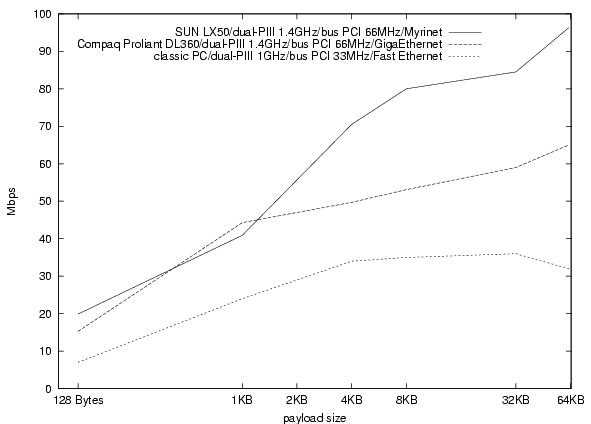 SUN LX50/dual-PIII 1.4GHz/bus PCI 66MHz/Myrinet
Compaq Proliant DL360/dual-PIII 1.4GHz/bus PCI 66MHz/GigaEthernet
classic PC/dual-PIII 1GHz/bus PCI 33MHz/Fast Ethernet
100
90
80
70
60
50
40
30
20
10
0
Mbps
128 Bytes 1KB 2KB 4KB 8KB 32KB 64KB
payload size